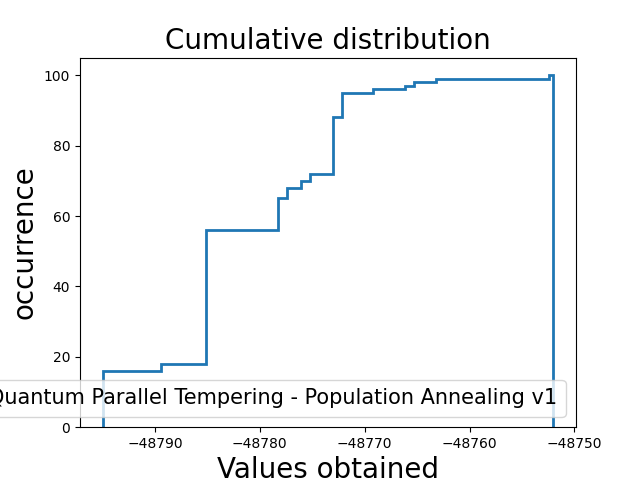 Cumulative distribution
occurrence
100
80
60
40
20
0
Quantum Parallel Tempering - Population Annealing v1
−48790 −48780 −48770 −48760 −48750
Values obtained